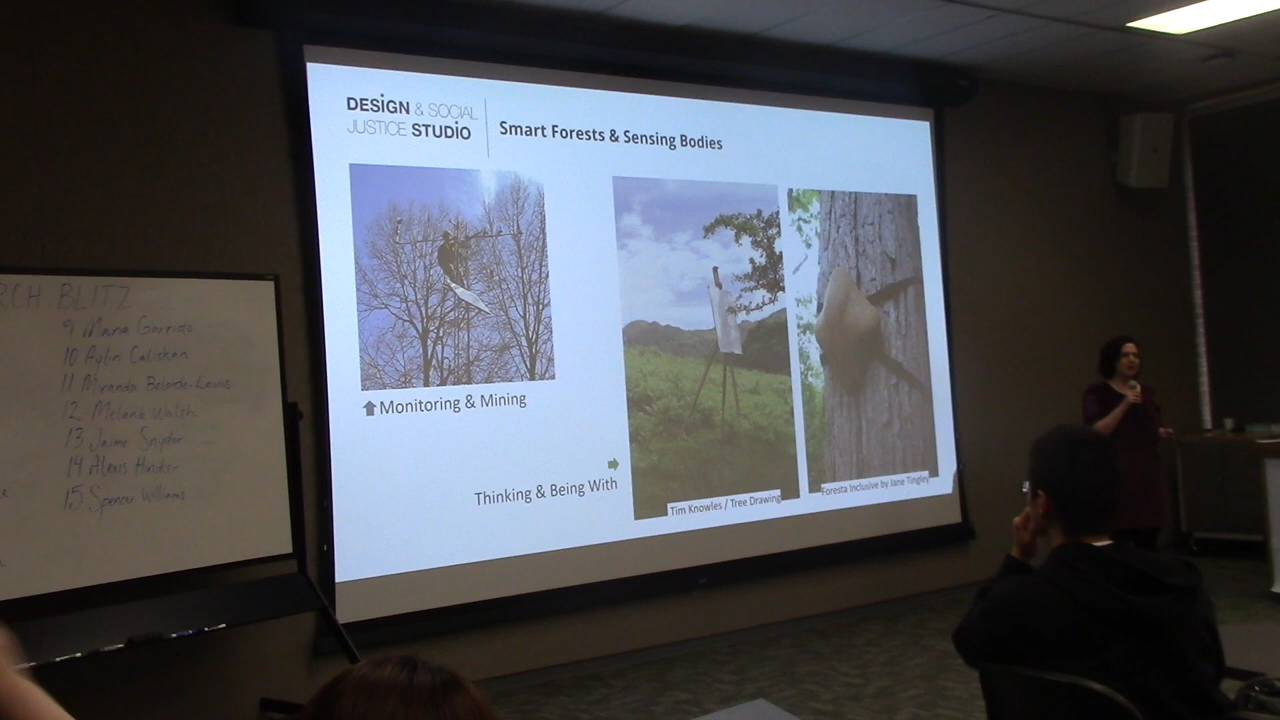 RCH BLITZ
9 Maria Garrido
10 Aylin Caliskan
11 Miranda Belarde-Lewis
12 Melanie Walsh
13 Jaime Snyder
14 Alexis Hiniker
15 Spencer Williams
DESiGN & SOCiAL
JUSTiCE STUDiO
Smart Forests & Sensing Bodies
Monitoring & Mining
Thinking & Being With
Tim Knowles / Tree Drawing
Foresta Inclusive by Jane Tingley